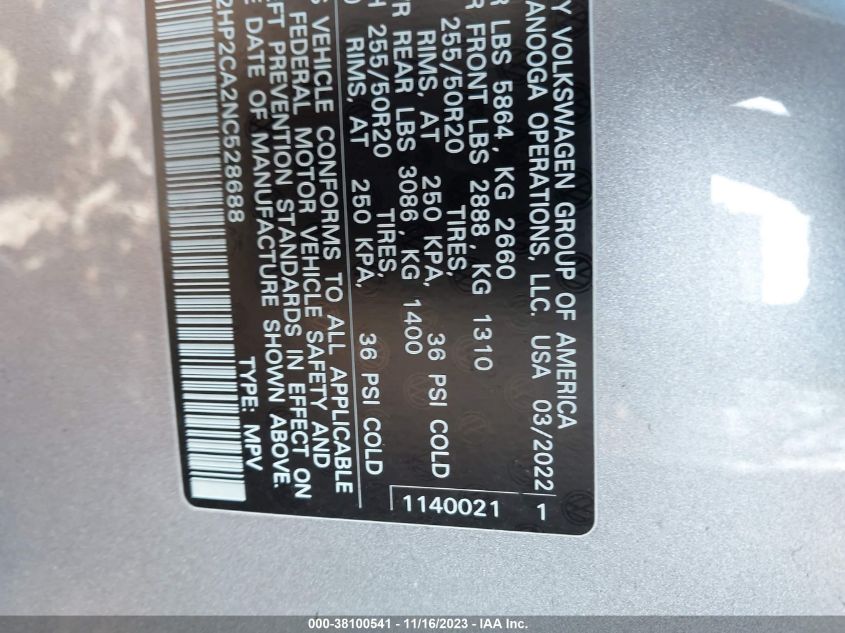 Y VOLKSWAGEN GROUP OF AMERICA
ANOOGA OPERATIONS, LLC. USA 03/2022 1
R LBS 5864, KG 2660
R FRONT LBS 2888, KG 1310
255/50R20 TIRES,
RIMS, AT 250 KPA, 36 PSI COLD 1140021
R REAR LBS 3086, KG 1400
H 255/50R20 TIRES,
RIMS, AT 250 KPA, 36 PSI COLD
S VEHICLE CONFORMS TO ALL APPLICABLE
FEDERAL MOTOR VEHICLE SAFETY AND
FT PREVENTION STANDARDS IN EFFECT ON
E DATE OF MANUFACTURE SHOWN ABOVE.
2HP2CA2NC528688 TYPE: MPV
000-38100541 - 11/16/2023 - IAA Inc.